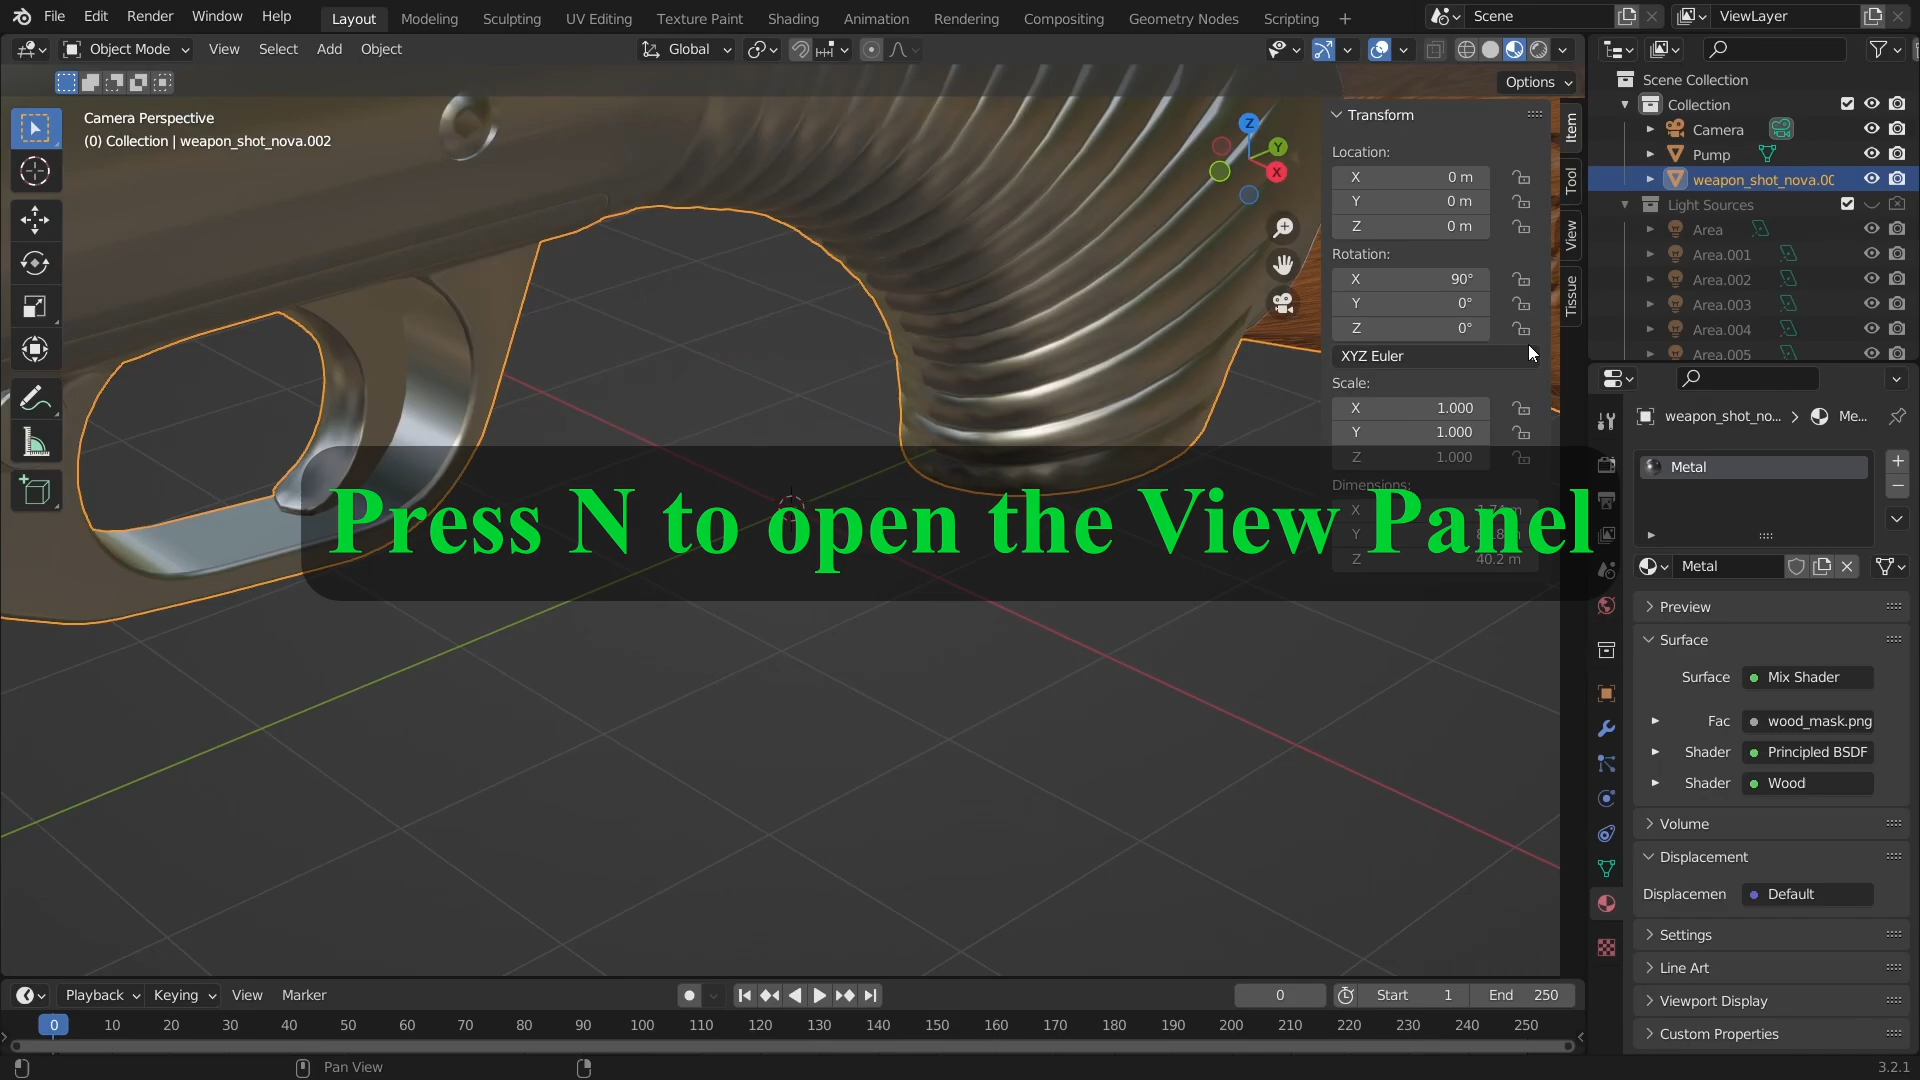 File Edit Render Window Help Layout Modeling Sculpting UV Editing Texture Paint Shading Animation Rendering Compositing Geometry Nodes Scripting + Scene ViewLayer
Object Mode View Select Add Object Global
Options
Camera Perspective
(0) Collection | weapon_shot_nova.002
Z
Y
X
Transform
Location:
X 0 m
Y 0 m
Z 0 m
Rotation:
X 90°
Y 0°
Z 0°
XYZ Euler
Scale:
X 1.000
Y 1.000
Z 1.000
Dimensions:
X
Y
Z 40.2 m
Item
Tool
View
Tissue
Press N to open the View Panel
Scene Collection
Collection
Camera
Pump
weapon_shot_nova.00
Light Sources
Area
Area.001
Area.002
Area.003
Area.004
Area.005
weapon_shot_no... > Me...
Metal
Metal
Preview
Surface
Surface Mix Shader
Fac wood_mask.png
Shader Principled BSDF
Shader Wood
Volume
Displacement
Displacemen Default
Settings
Line Art
Viewport Display
Custom Properties
Playback Keying View Marker 0 Start 1 End 250
0 10 20 30 40 50 60 70 80 90 100 110 120 130 140 150 160 170 180 190 200 210 220 230 240 250
Pan View 3.2.1